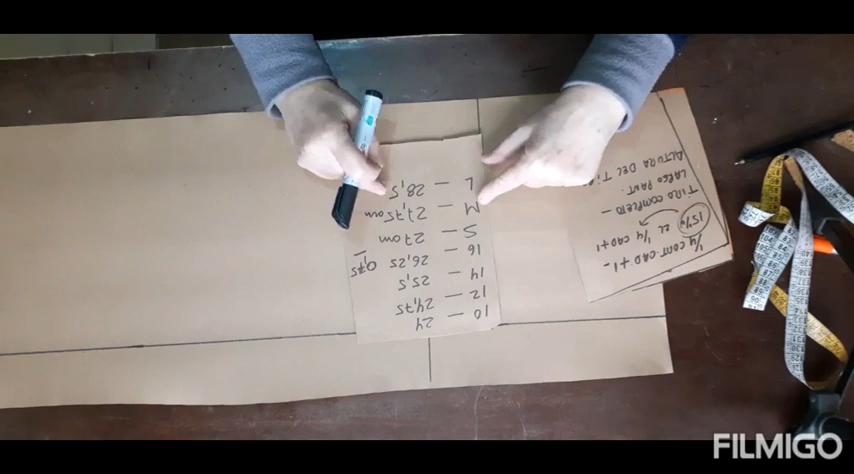 1/4 CONT. CAD +1 -
15% EL 1/4 CAD+1
TIRO COMPLETO -
LARGO PANT.
ALTURA DEL
10 — 24
12 — 24,75
14 — 25,5
16 — 26,25 0,75
S — 27cm
M — 27,75cm
L — 28,5
FILMIGO